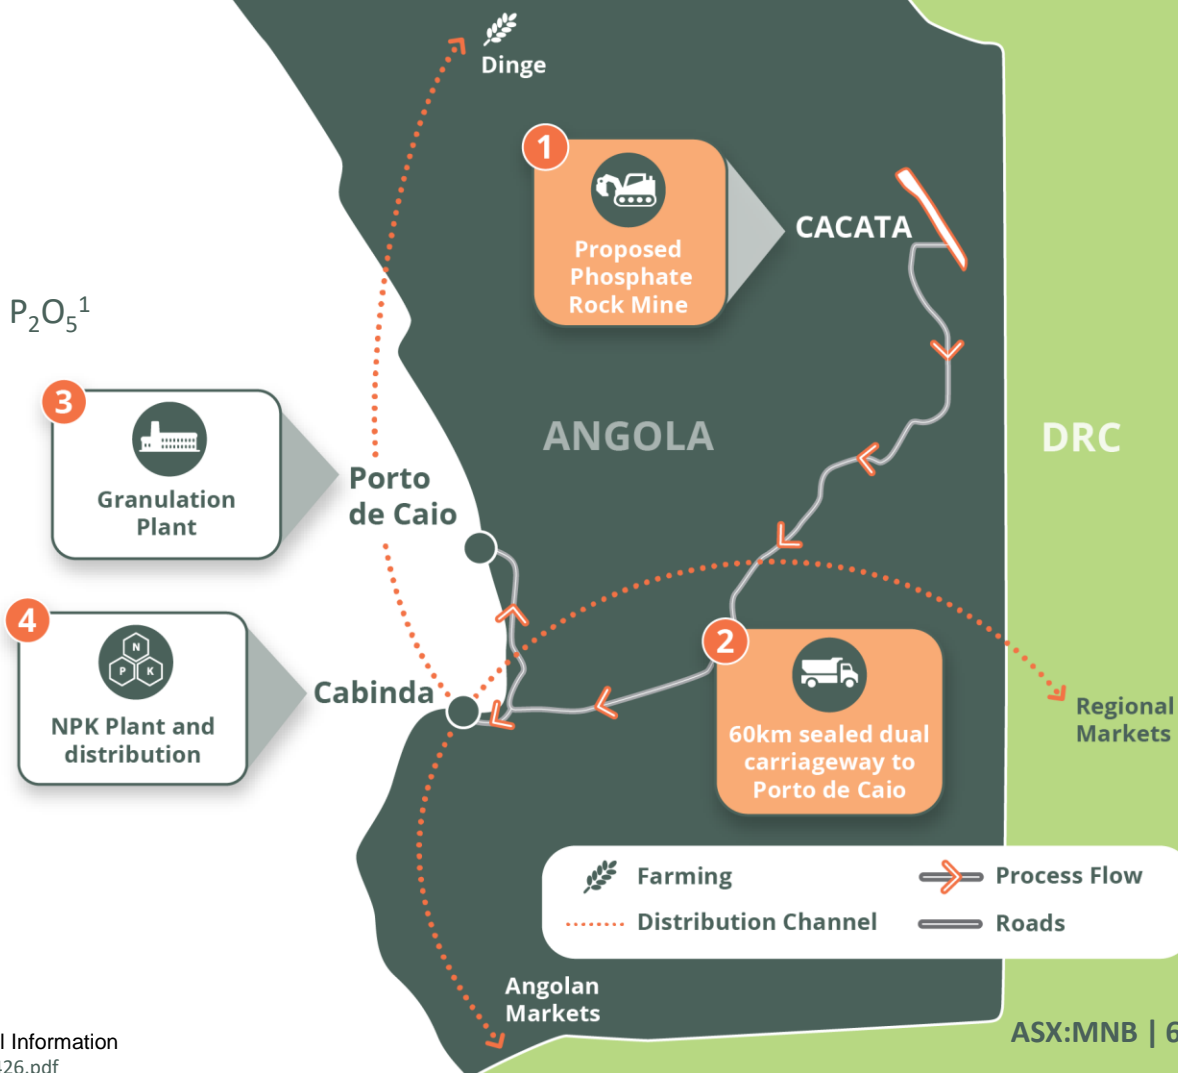 Dinge
1
Proposed
Phosphate
Rock Mine
CACATA
P₂O₅¹
3
Granulation
Plant
Porto
de Caio
ANGOLA
DRC
4
N
P K
NPK Plant and
distribution
Cabinda
2
60km sealed dual
carriageway to
Porto de Caio
Regional
Markets
Farming
Process Flow
Distribution Channel
Roads
Angolan
Markets
l Information
426.pdf
ASX:MNB | 6